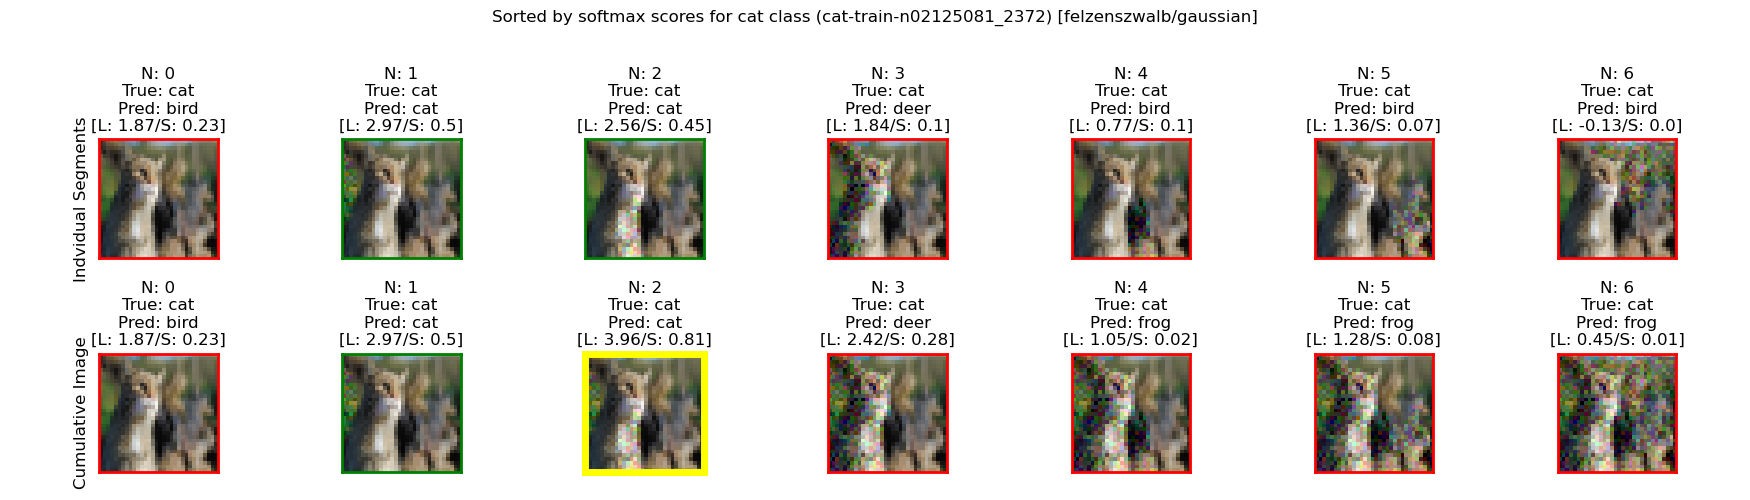 Sorted by softmax scores for cat class (cat-train-n02125081_2372) [felzenszwalb/gaussian]
Indvidual Segments
N: 0
True: cat
Pred: bird
[L: 1.87/S: 0.23]
N: 1
True: cat
Pred: cat
[L: 2.97/S: 0.5]
N: 2
True: cat
Pred: cat
[L: 2.56/S: 0.45]
N: 3
True: cat
Pred: deer
[L: 1.84/S: 0.1]
N: 4
True: cat
Pred: bird
[L: 0.77/S: 0.1]
N: 5
True: cat
Pred: bird
[L: 1.36/S: 0.07]
N: 6
True: cat
Pred: bird
[L: -0.13/S: 0.0]
Cumulative Image
N: 0
True: cat
Pred: bird
[L: 1.87/S: 0.23]
N: 1
True: cat
Pred: cat
[L: 2.97/S: 0.5]
N: 2
True: cat
Pred: cat
[L: 3.96/S: 0.81]
N: 3
True: cat
Pred: deer
[L: 2.42/S: 0.28]
N: 4
True: cat
Pred: frog
[L: 1.05/S: 0.02]
N: 5
True: cat
Pred: frog
[L: 1.28/S: 0.08]
N: 6
True: cat
Pred: frog
[L: 0.45/S: 0.01]